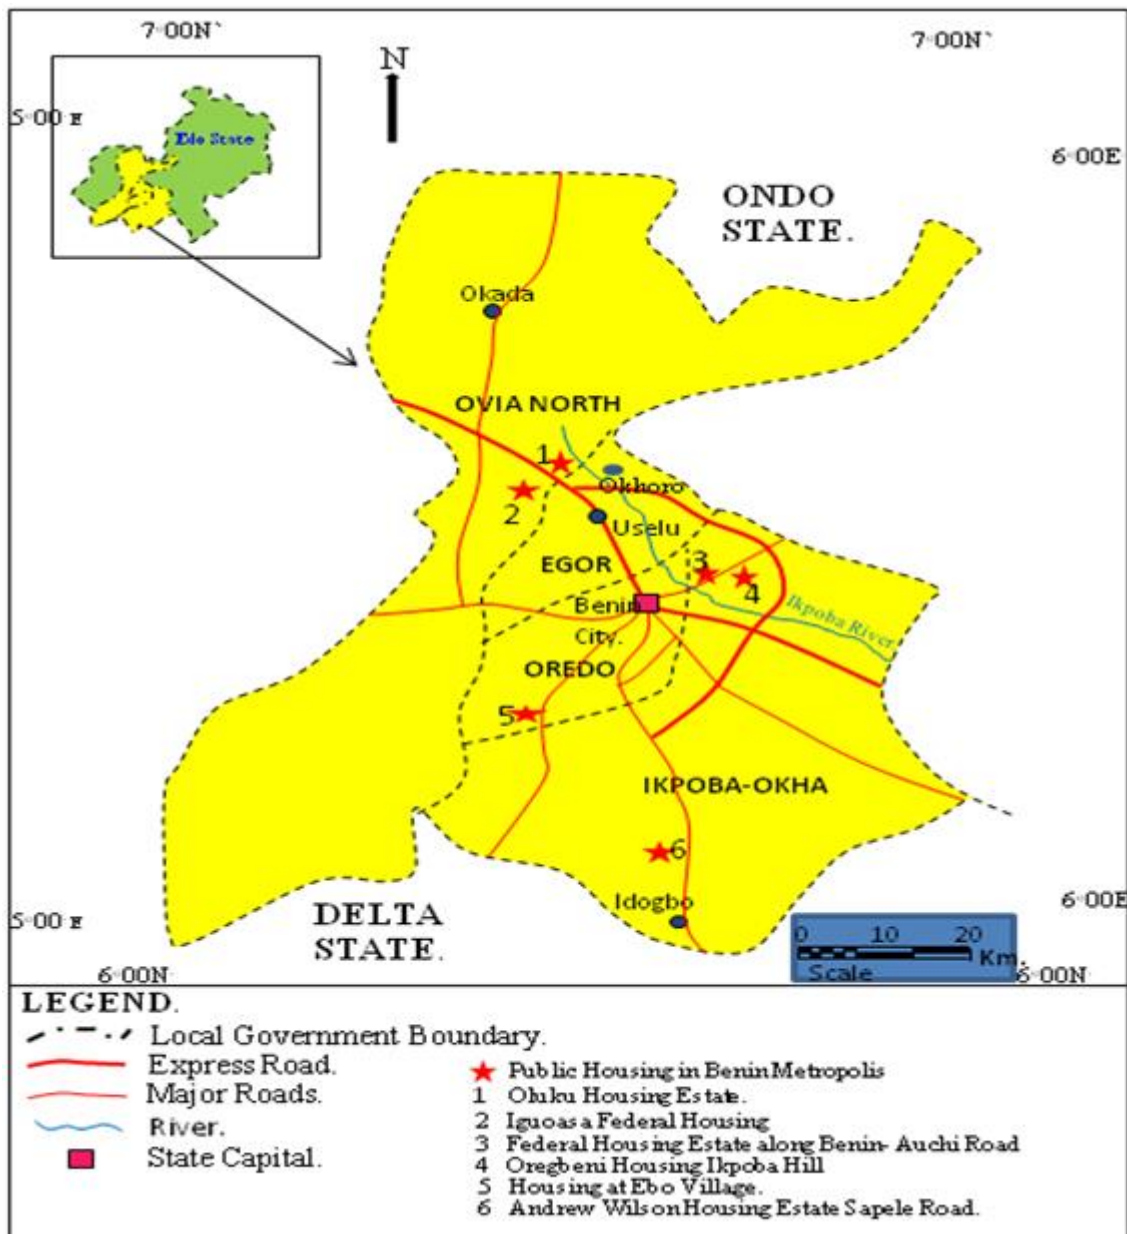 7°00N`
7°00N`
N
5°00 E
Edo State
6°00E
ONDO
STATE.
Okada
OVIA NORTH
1
Okhoro
2
Uselu
EGOR
3
4
Benin
City.
Ikpoba River.
OREDO
5
IKPOBA-OKHA
6
Idogbo
6°00E
5°00 E
DELTA
STATE.
0 10 20
Km.
Scale
6°00N
6°00N
LEGEND.
Local Government Boundary.
Express Road.
Major Roads.
River.
State Capital.
Public Housing in Benin Metropolis
1 Oluku Housing Estate.
2 Iguoasa Federal Housing
3 Federal Housing Estate along Benin- Auchi Road
4 Oregbeni Housing Ikpoba Hill
5 Housing at Ebo Village.
6 Andrew Wilson Housing Estate Sapele Road.